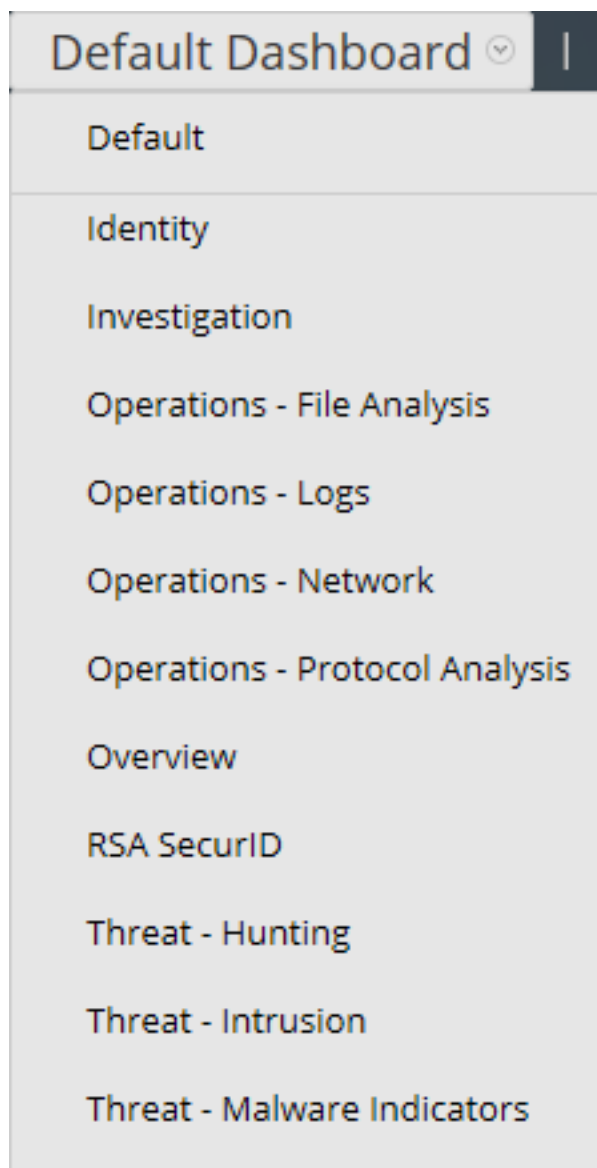 Default Dashboard
Default
Identity
Investigation
Operations - File Analysis
Operations - Logs
Operations - Network
Operations - Protocol Analysis
Overview
RSA SecurID
Threat - Hunting
Threat - Intrusion
Threat - Malware Indicators